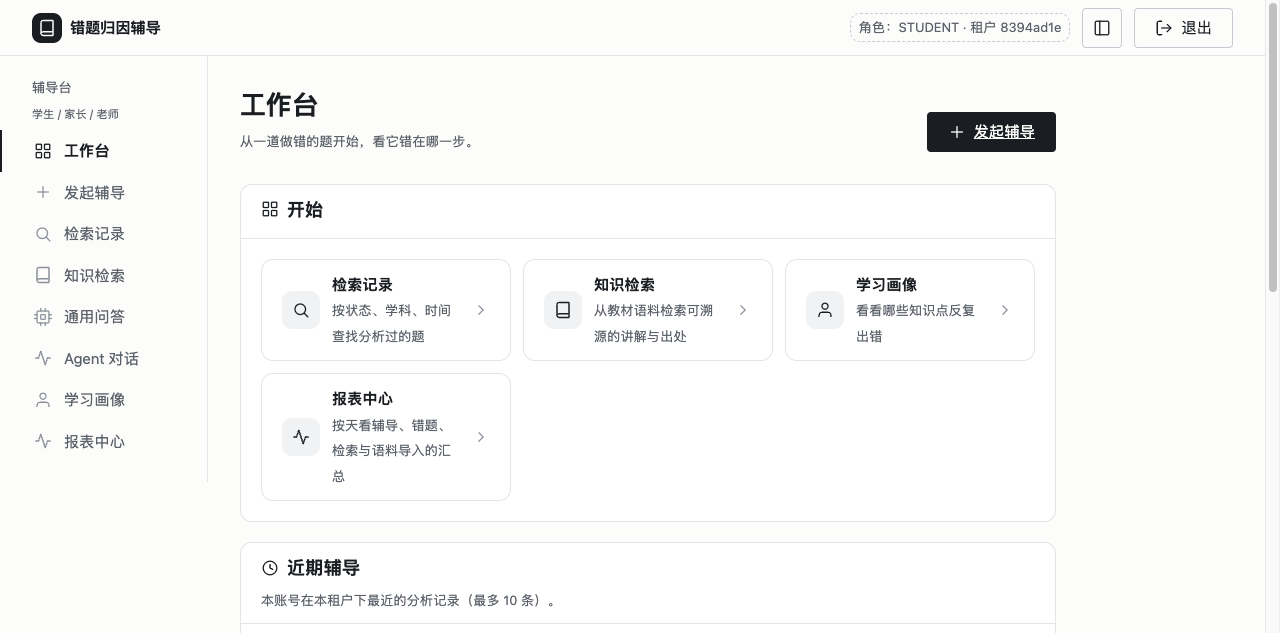 错题归因辅导
角色：STUDENT · 租户 8394ad1e
退出
辅导台
学生 / 家长 / 老师
工作台
发起辅导
检索记录
知识检索
通用问答
Agent 对话
学习画像
报表中心
工作台
从一道做错的题开始，看它错在哪一步。
发起辅导
开始
检索记录
按状态、学科、时间
查找分析过的题
知识检索
从教材语料检索可溯
源的讲解与出处
学习画像
看看哪些知识点反复
出错
报表中心
按天看辅导、错题、
检索与语料导入的汇
总
近期辅导
本账号在本租户下最近的分析记录（最多 10 条）。